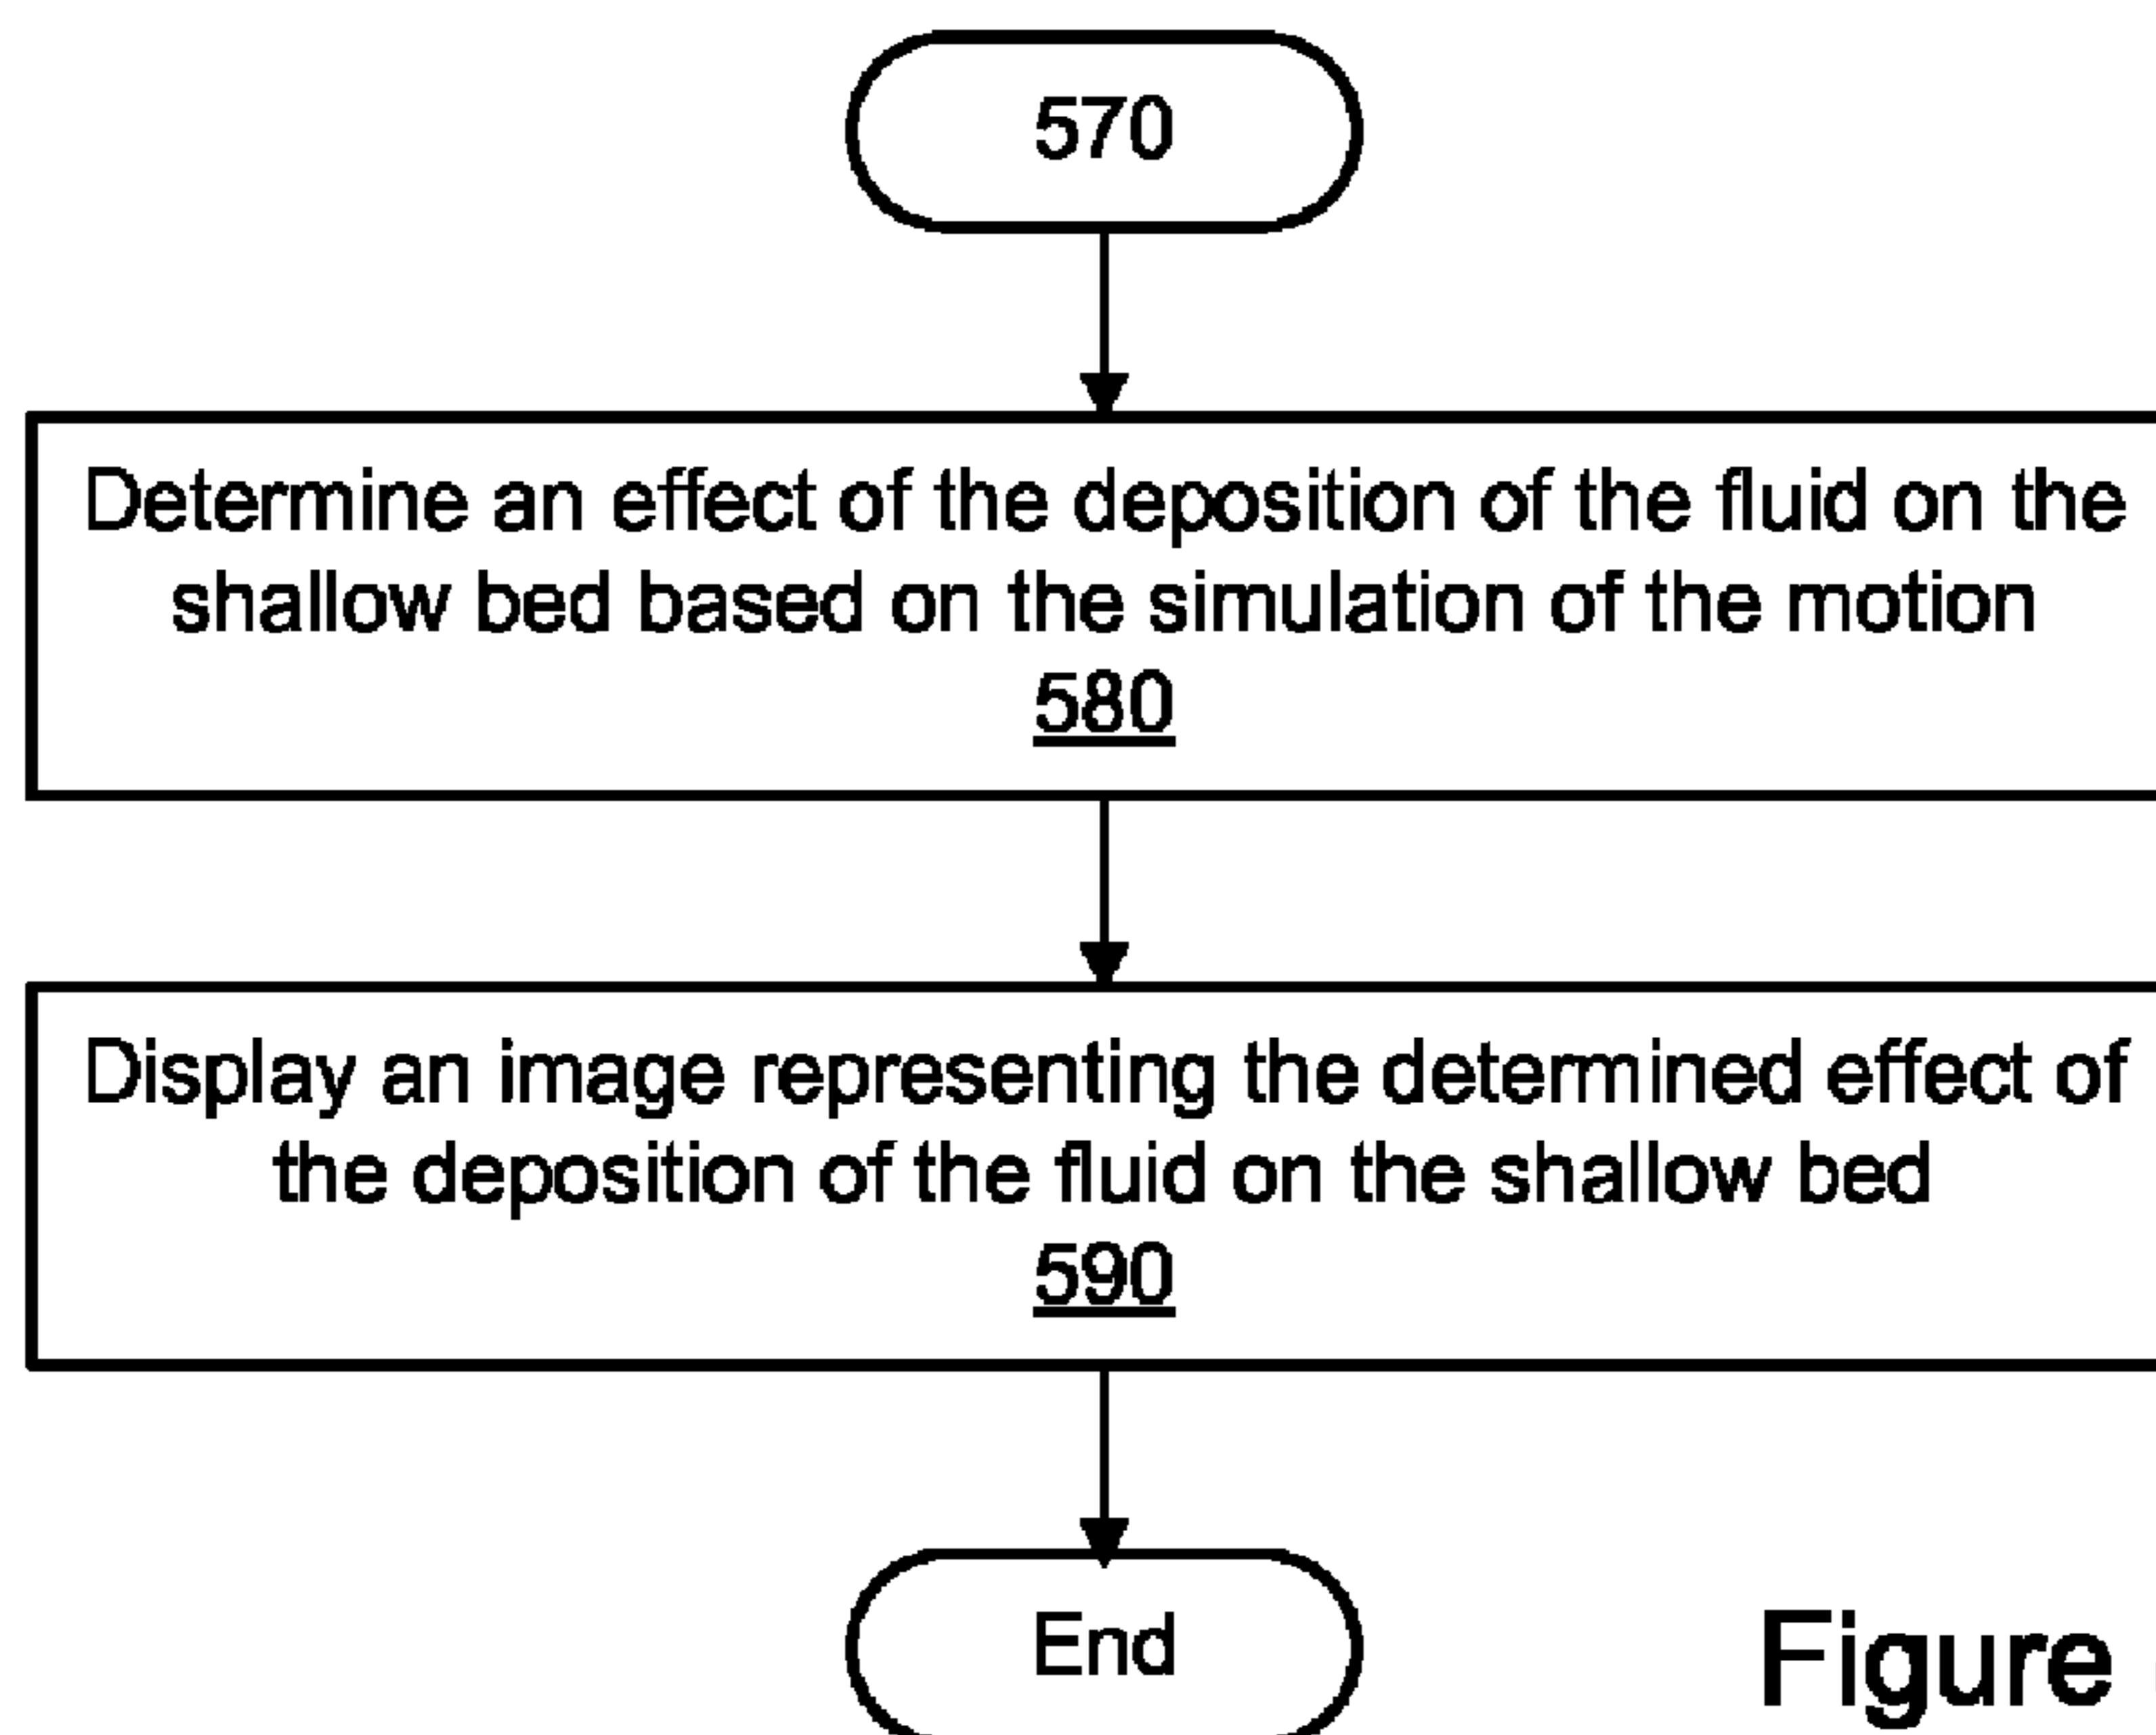 570
Determine an effect of the deposition of the fluid on the
shallow bed based on the simulation of the motion
580
Display an image representing the determined effect of
the deposition of the fluid on the shallow bed
590
End
Figure